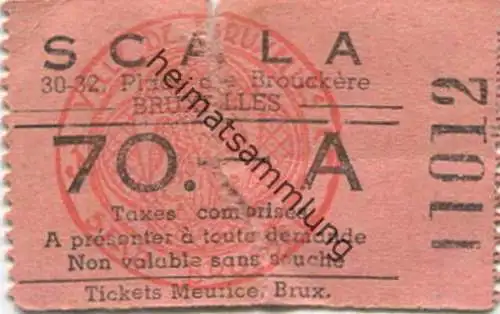 SCALA
30-32, Place de Brouckère
BRUXELLES
70. A
Taxes comprises
A présenter à toute demande
Non valable sans souche
Tickets Meurice, Brux.
11012
heimatsammlung